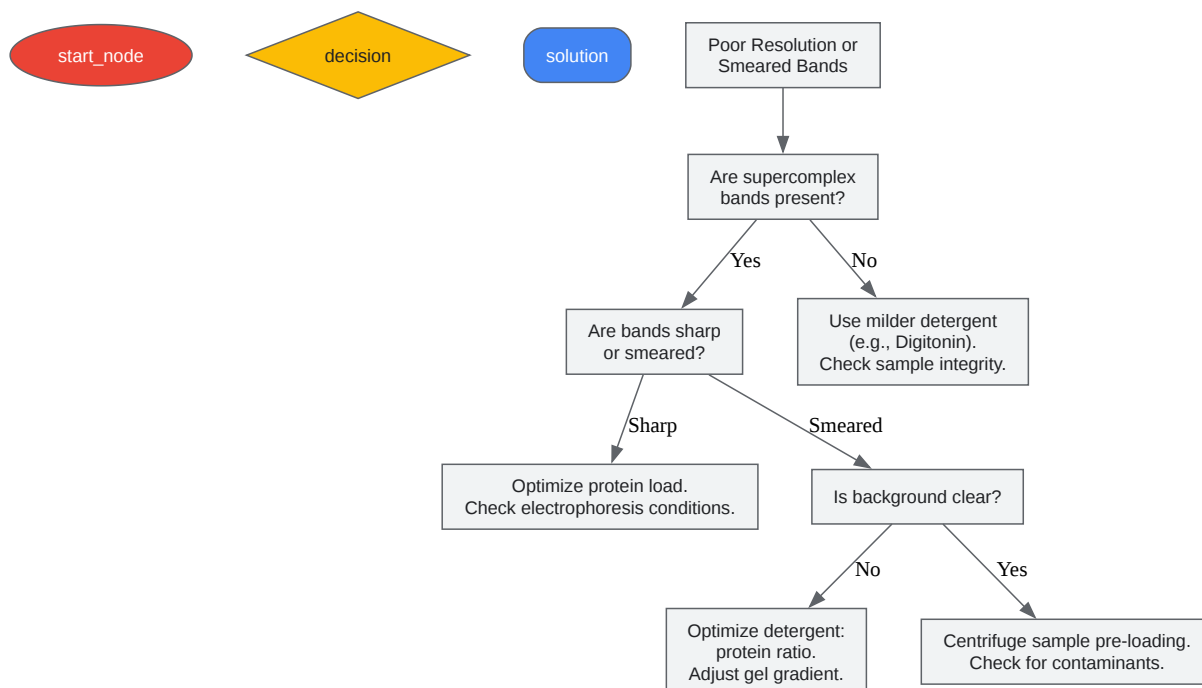 start_node
decision
solution
Poor Resolution or
Smeared Bands
Are supercomplex
bands present?
Yes
No
Are bands sharp
or smeared?
Use milder detergent
(e.g., Digitonin).
Check sample integrity.
Sharp
Smeared
Optimize protein load.
Check electrophoresis conditions.
Is background clear?
No
Yes
Optimize detergent:
protein ratio.
Adjust gel gradient.
Centrifuge sample pre-loading.
Check for contaminants.